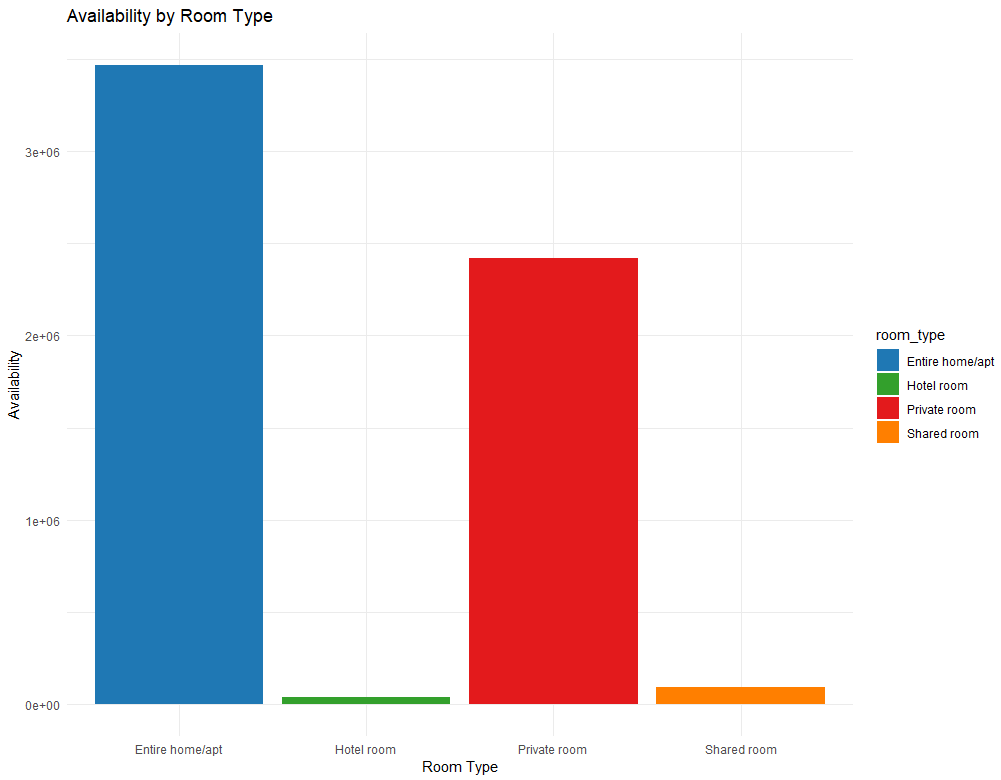 Availability by Room Type
3e+06
2e+06
1e+06
0e+00
Availability
Entire home/apt
Hotel room
Private room
Shared room
Room Type
room_type
Entire home/apt
Hotel room
Private room
Shared room